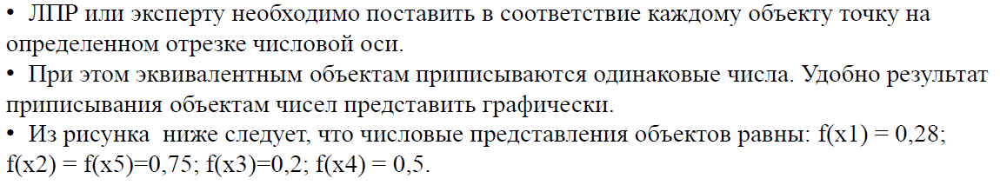 • ЛПР или эксперту необходимо поставить в соответствие каждому объекту точку на
определенном отрезке числовой оси.
• При этом эквивалентным объектам приписываются одинаковые числа. Удобно результат
приписывания объектам чисел представить графически.
• Из рисунка  ниже следует, что числовые представления объектов равны: f(x1) = 0,28;
f(x2) = f(x5)=0,75; f(x3)=0,2; f(x4) = 0,5.